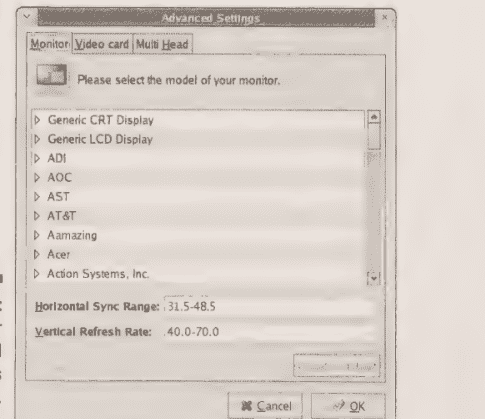 Advanced Settings
Monitor Video card Multi Head
Please select the model of your monitor.
Generic CRT Display
Generic LCD Display
ADI
AOC
AST
AT&T
Aamazing
Acer
Action Systems, Inc.
Horizontal Sync Range: 31.5-48.5
Vertical Refresh Rate: 40.0-70.0
Cancel OK